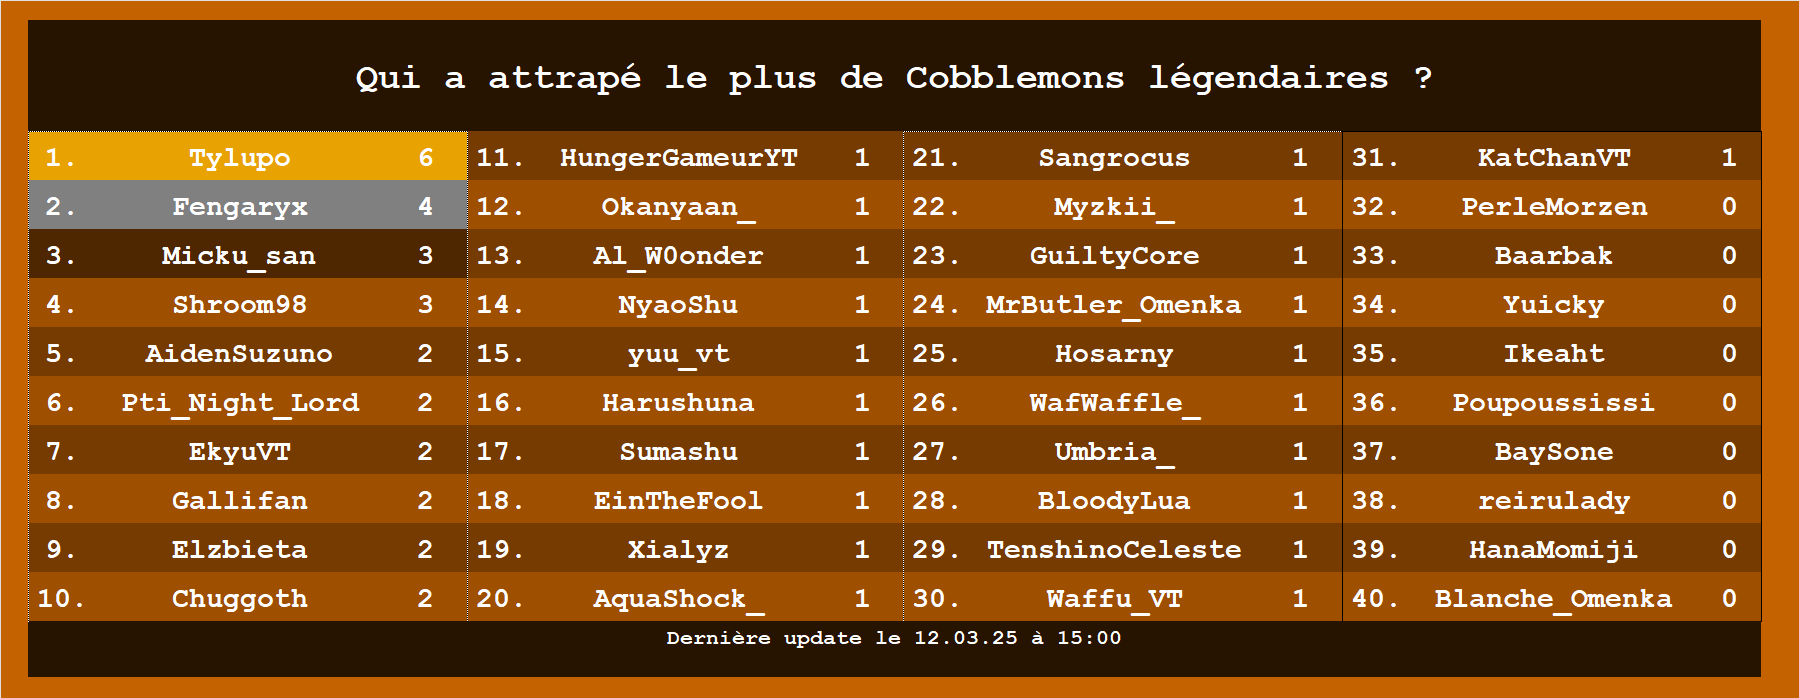 Qui a attrapé le plus de Cobblemons légendaires ?
1. Tylupo 6
2. Fengaryx 4
3. Micku_san 3
4. Shroom98 3
5. AidenSuzuno 2
6. Pti_Night_Lord 2
7. EkyuVT 2
8. Gallifan 2
9. Elzbieta 2
10. Chuggoth 2
11. HungerGameurYT 1
12. Okanyaan_ 1
13. Al_W0onder 1
14. NyaoShu 1
15. yuu_vt 1
16. Harushuna 1
17. Sumashu 1
18. EinTheFool 1
19. Xialyz 1
20. AquaShock_ 1
21. Sangrocus 1
22. Myzkii_ 1
23. GuiltyCore 1
24. MrButler_Omenka 1
25. Hosarny 1
26. WafWaffle_ 1
27. Umbria_ 1
28. BloodyLua 1
29. TenshinoCeleste 1
30. Waffu_VT 1
31. KatChanVT 1
32. PerleMorzen 0
33. Baarbak 0
34. Yuicky 0
35. Ikeaht 0
36. Poupoussissi 0
37. BaySone 0
38. reirulady 0
39. HanaMomiji 0
40. Blanche_Omenka 0
Dernière update le 12.03.25 à 15:00